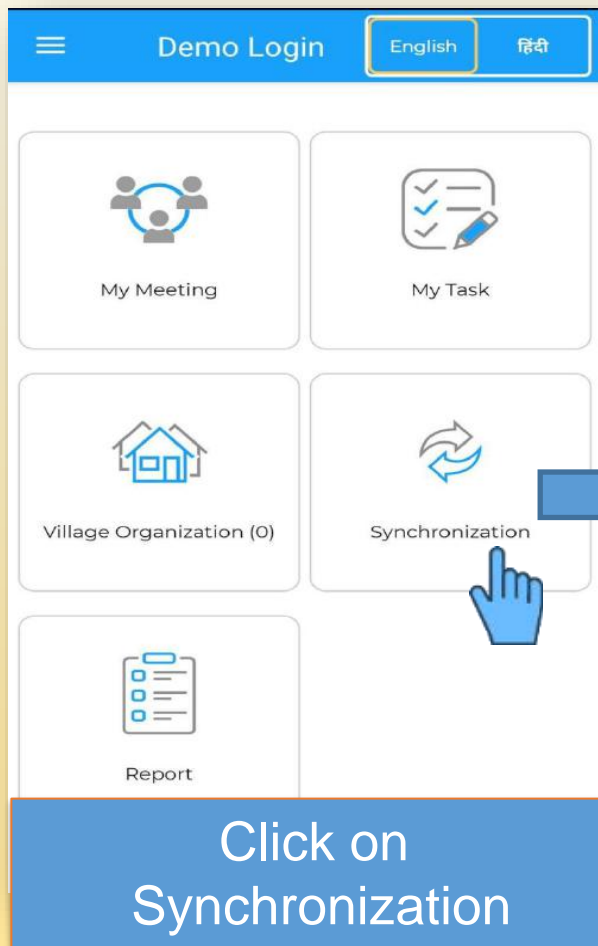 Demo Login English हिंदी
My Meeting My Task
Village Organization (0) Synchronization
Report
Click on
Synchronization